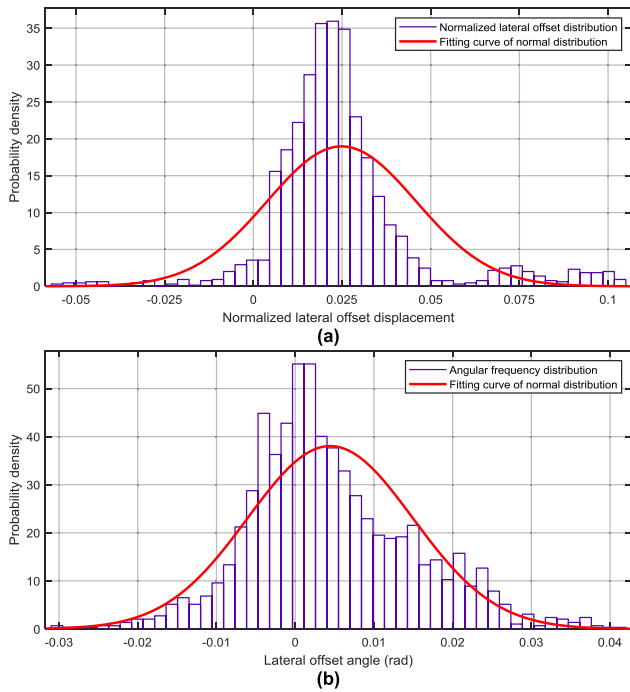 Normalized lateral offset distribution
Fitting curve of normal distribution
Probability density
35
30
25
20
15
10
5
0
-0.05 -0.025 0 0.025 0.05 0.075 0.1
Normalized lateral offset displacement
(a)
Angular frequency distribution
Fitting curve of normal distribution
Probability density
50
40
30
20
10
0
-0.03 -0.02 -0.01 0 0.01 0.02 0.03 0.04
Lateral offset angle (rad)
(b)